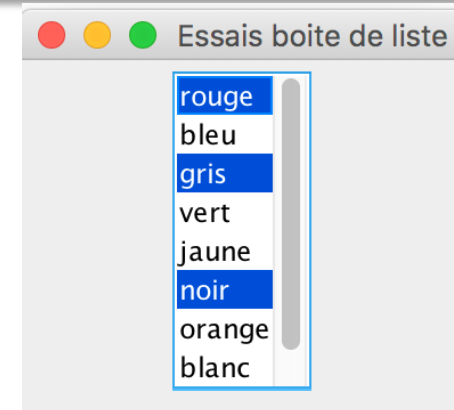 Essais boite de liste
rouge
bleu
gris
vert
jaune
noir
orange
blanc